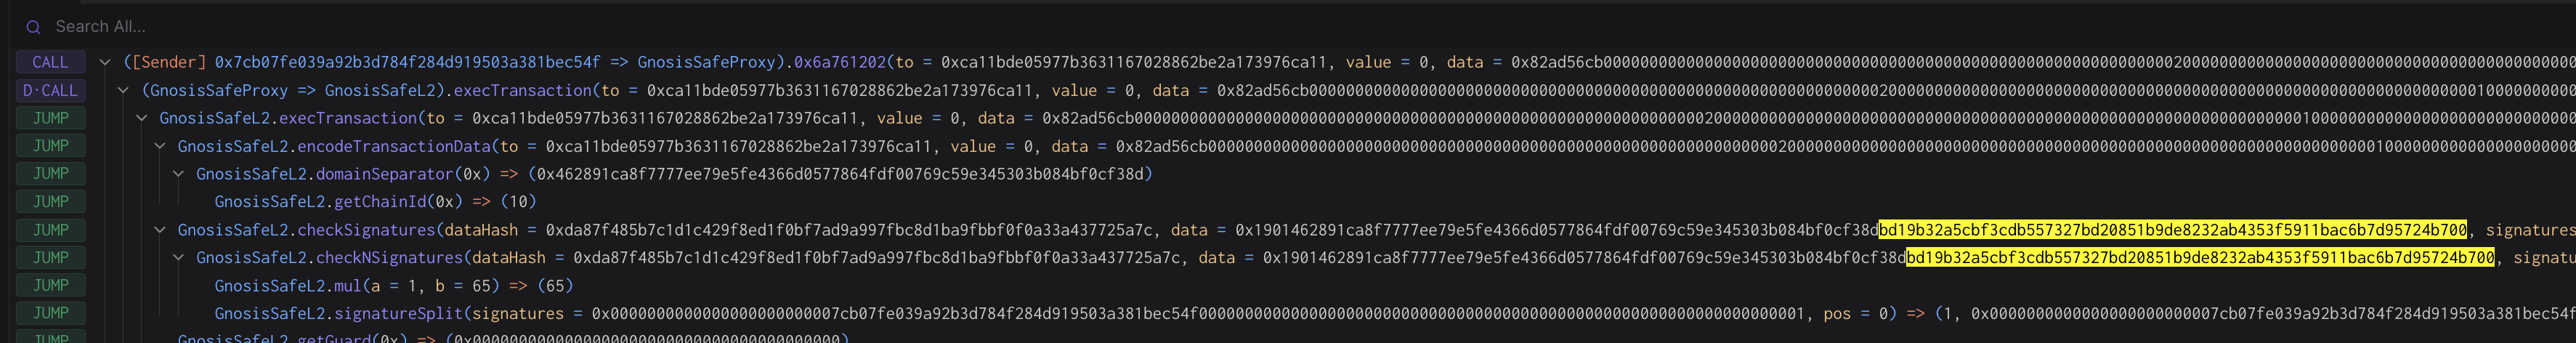 Search All...
CALL ([Sender] 0x7cb07fe039a92b3d784f284d919503a381bec54f => GnosisSafeProxy).0x6a761202(to = 0xca11bde05977b3631167028862be2a173976ca11, value = 0, data = 0x82ad56cb0000000000000000000000000000000000000000000000000000000000000020000000000000000000000000000000000000000000
D·CALL (GnosisSafeProxy => GnosisSafeL2).execTransaction(to = 0xca11bde05977b3631167028862be2a173976ca11, value = 0, data = 0x82ad56cb000000000000000000000000000000000000000000000000000000000000002000000000000000000000000000000000000000000000000000000000000000010000000000
JUMP GnosisSafeL2.execTransaction(to = 0xca11bde05977b3631167028862be2a173976ca11, value = 0, data = 0x82ad56cb0000000000000000000000000000000000000000000000000000000000000020000000000000000000000000000000000000000000000000000000000000000100000000000000000000000000000
JUMP GnosisSafeL2.encodeTransactionData(to = 0xca11bde05977b3631167028862be2a173976ca11, value = 0, data = 0x82ad56cb00000000000000000000000000000000000000000000000000000000000000200000000000000000000000000000000000000000000000000000000000000001000000000000000000000
JUMP GnosisSafeL2.domainSeparator(0x) => (0x462891ca8f7777ee79e5fe4366d0577864fdf00769c59e345303b084bf0cf38d)
JUMP GnosisSafeL2.getChainId(0x) => (10)
JUMP GnosisSafeL2.checkSignatures(dataHash = 0xda87f485b7c1d1c429f8ed1f0bf7ad9a997fbc8d1ba9fbbf0f0a33a437725a7c, data = 0x1901462891ca8f7777ee79e5fe4366d0577864fdf00769c59e345303b084bf0cf38dbd19b32a5cbf3cdb557327bd20851b9de8232ab4353f5911bac6b7d95724b700, signatures
JUMP GnosisSafeL2.checkNSignatures(dataHash = 0xda87f485b7c1d1c429f8ed1f0bf7ad9a997fbc8d1ba9fbbf0f0a33a437725a7c, data = 0x1901462891ca8f7777ee79e5fe4366d0577864fdf00769c59e345303b084bf0cf38dbd19b32a5cbf3cdb557327bd20851b9de8232ab4353f5911bac6b7d95724b700, signatu
JUMP GnosisSafeL2.mul(a = 1, b = 65) => (65)
JUMP GnosisSafeL2.signatureSplit(signatures = 0x0000000000000000000000007cb07fe039a92b3d784f284d919503a381bec54f000000000000000000000000000000000000000000000000000000000000000001, pos = 0) => (1, 0x0000000000000000000000007cb07fe039a92b3d784f284d919503a381bec54f
JUMP GnosisSafeL2.getGuard(0x) => (0x0000000000000000000000000000000000000000)